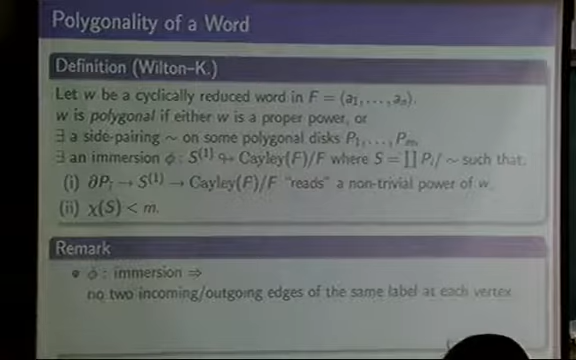 Polygonality of a Word
Definition (Wilton–K.)
Let w be a cyclically reduced word in F = ⟨a₁, . . . , aₙ⟩.
w is polygonal if either w is a proper power, or
∃ a side-pairing ∼ on some polygonal disks P₁, . . . , Pₘ,
∃ an immersion ϕ : S⁽¹⁾ ↬ Cayley(F)/F where S = ∐ Pᵢ/ ∼ such that,
(i) ∂Pᵢ → S⁽¹⁾ → Cayley(F)/F "reads" a non-trivial power of w.
(ii) χ(S) < m.
Remark
• ϕ : immersion ⇒
no two incoming/outgoing edges of the same label at each vertex